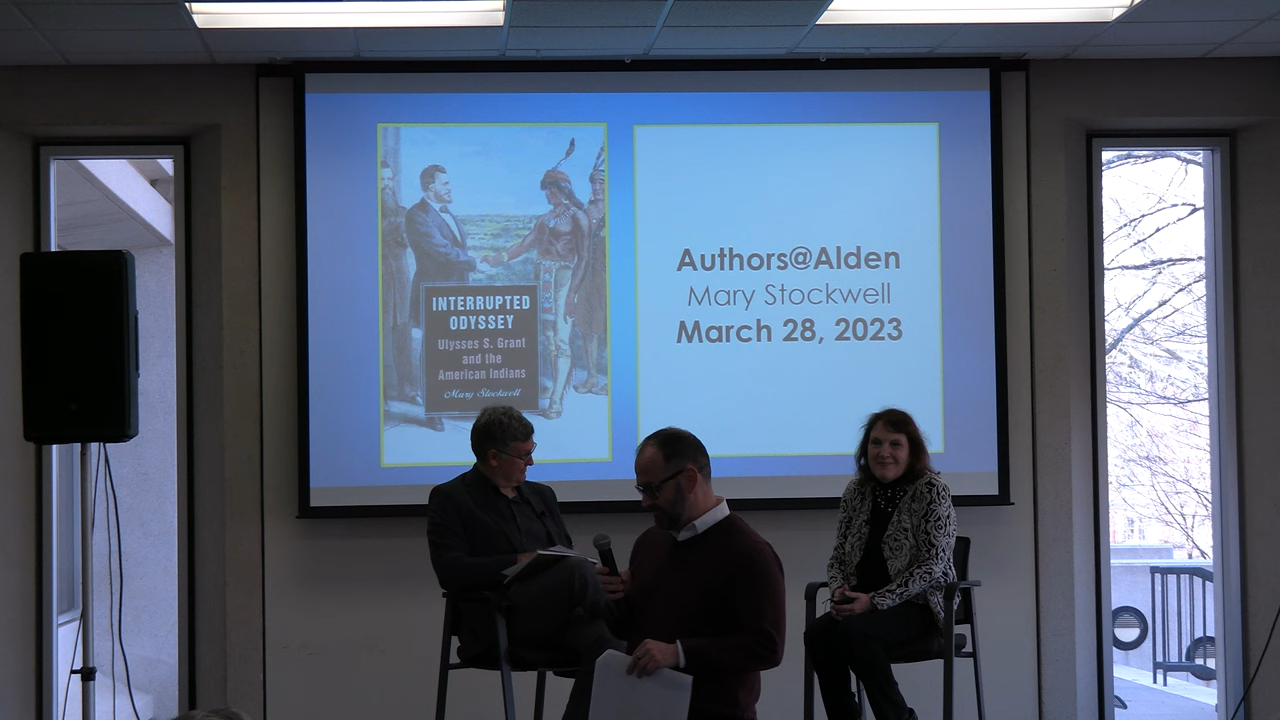 INTERRUPTED
ODYSSEY
Ulysses S. Grant
and the
American Indians
Mary Stockwell
Authors@Alden
Mary Stockwell
March 28, 2023